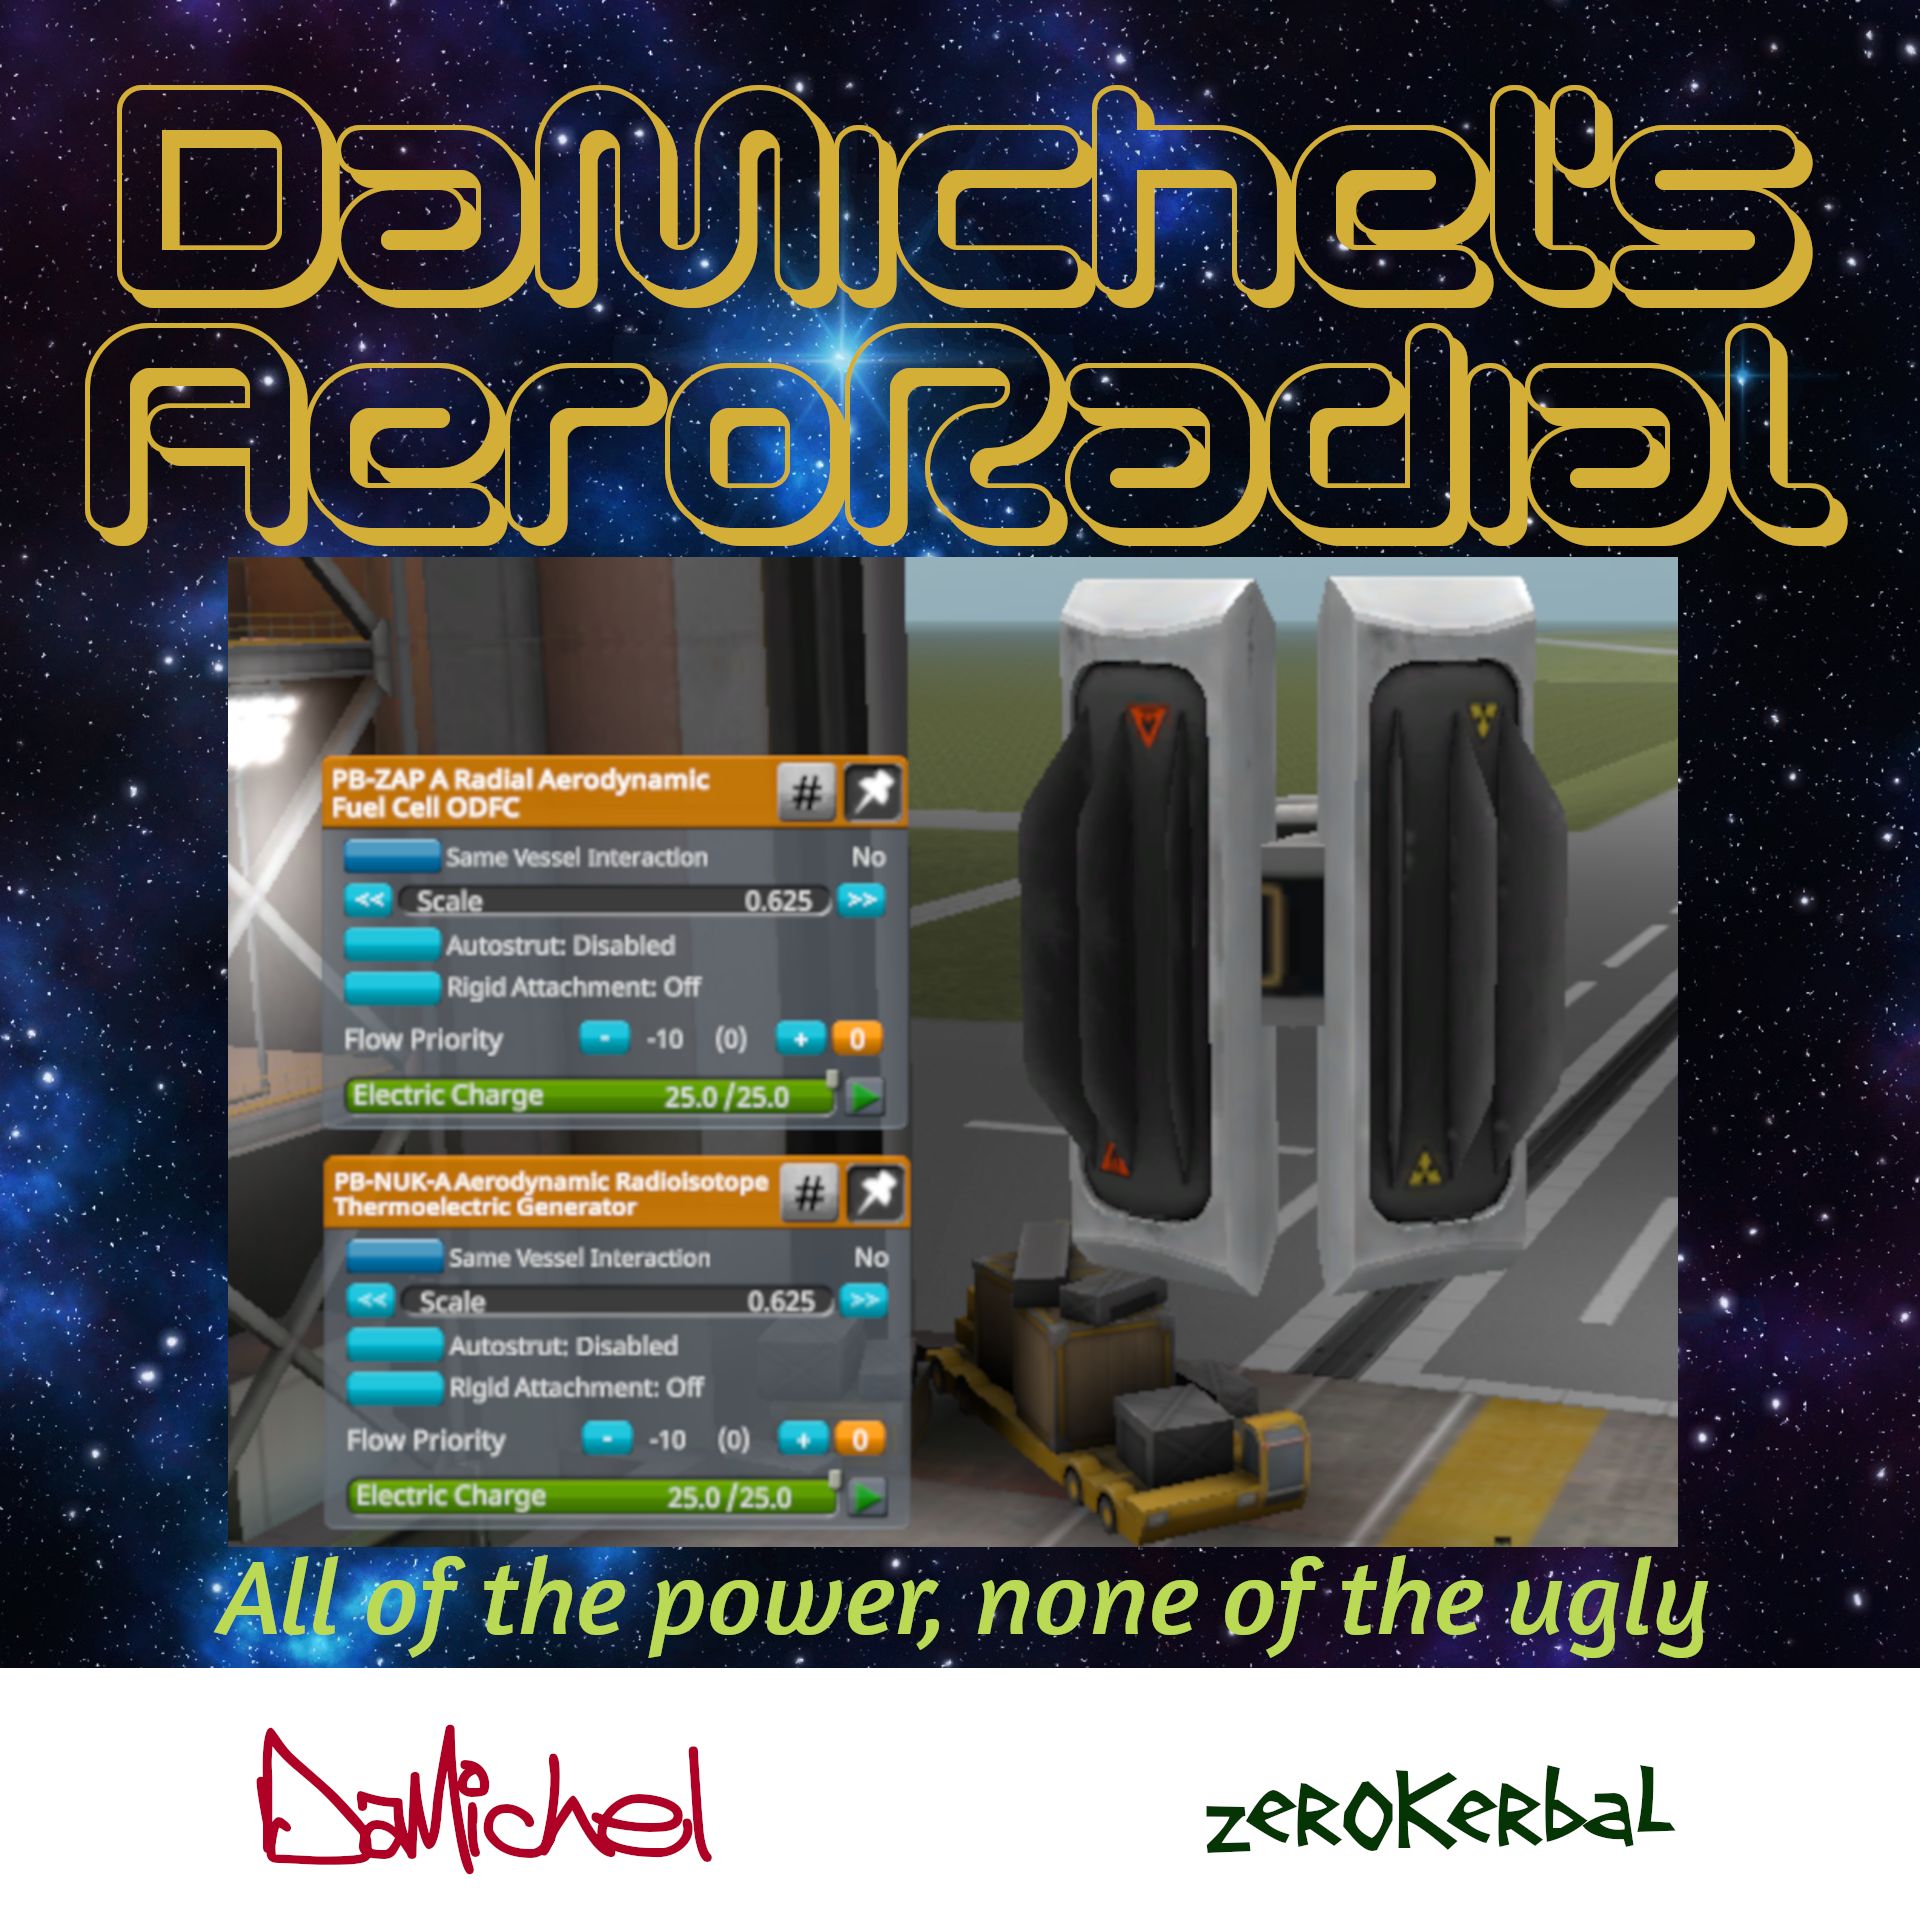 DaMichel's
AeroRadial
PB-ZAP A Radial Aerodynamic
Fuel Cell ODFC
#
Same Vessel Interaction No
<< Scale 0.625 >>
Autostrut: Disabled
Rigid Attachment: Off
Flow Priority - -10 (0) + 0
Electric Charge 25.0 /25.0
PB-NUK-A Aerodynamic Radioisotope
Thermoelectric Generator
#
Same Vessel Interaction No
<< Scale 0.625 >>
Autostrut: Disabled
Rigid Attachment: Off
Flow Priority - -10 (0) + 0
Electric Charge 25.0 /25.0
All of the power, none of the ugly
DaMichel
zeroKerbal